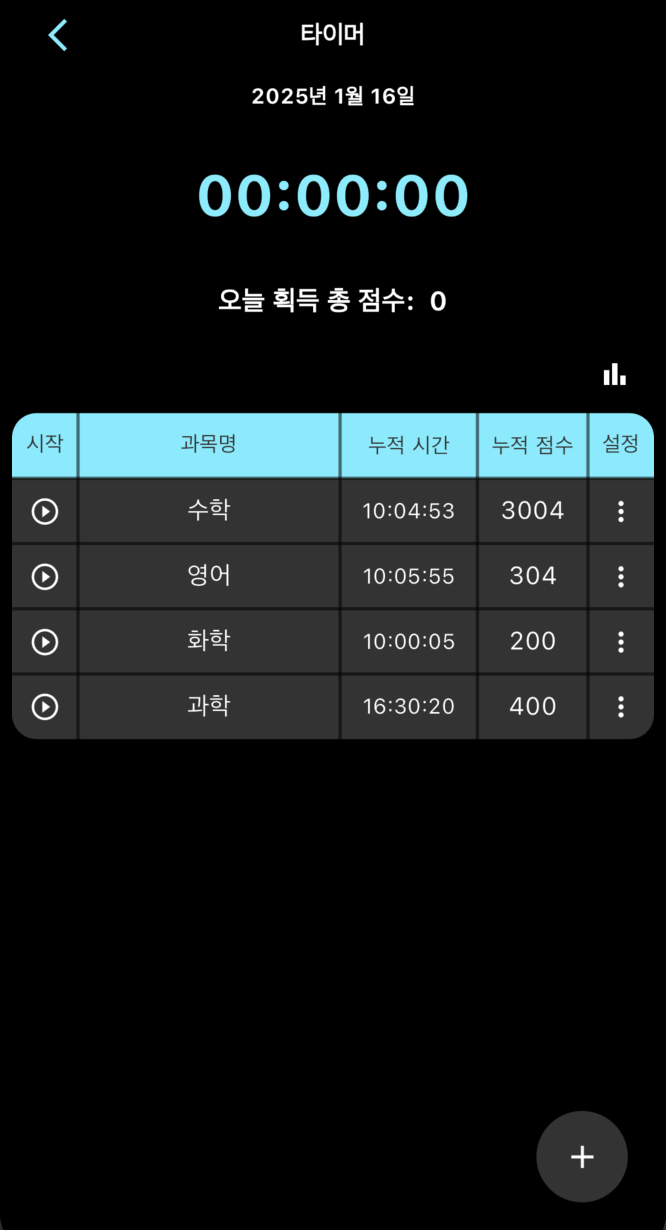 타이머
2025년 1월 16일
00:00:00
오늘 획득 총 점수: 0
시작 과목명 누적 시간 누적 점수 설정
수학 10:04:53 3004
영어 10:05:55 304
화학 10:00:05 200
과학 16:30:20 400
+